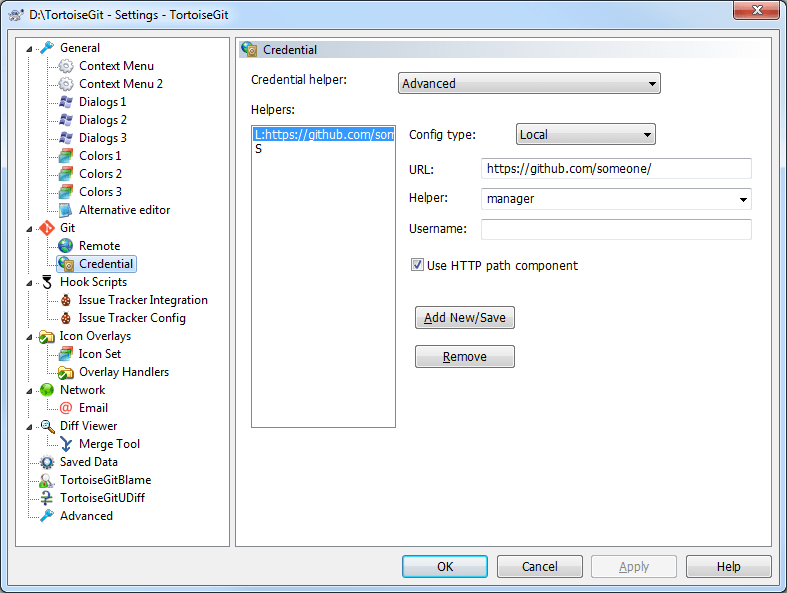 D:\TortoiseGit - Settings - TortoiseGit
General
Context Menu
Context Menu 2
Dialogs 1
Dialogs 2
Dialogs 3
Colors 1
Colors 2
Colors 3
Alternative editor
Git
Remote
Credential
Hook Scripts
Issue Tracker Integration
Issue Tracker Config
Icon Overlays
Icon Set
Overlay Handlers
Network
Email
Diff Viewer
Merge Tool
Saved Data
TortoiseGitBlame
TortoiseGitUDiff
Advanced
Credential
Credential helper:
Advanced
Helpers:
L:https://github.com/som
S
Config type:
Local
URL:
https://github.com/someone/
Helper:
manager
Username:
Use HTTP path component
Add New/Save
Remove
OK
Cancel
Apply
Help